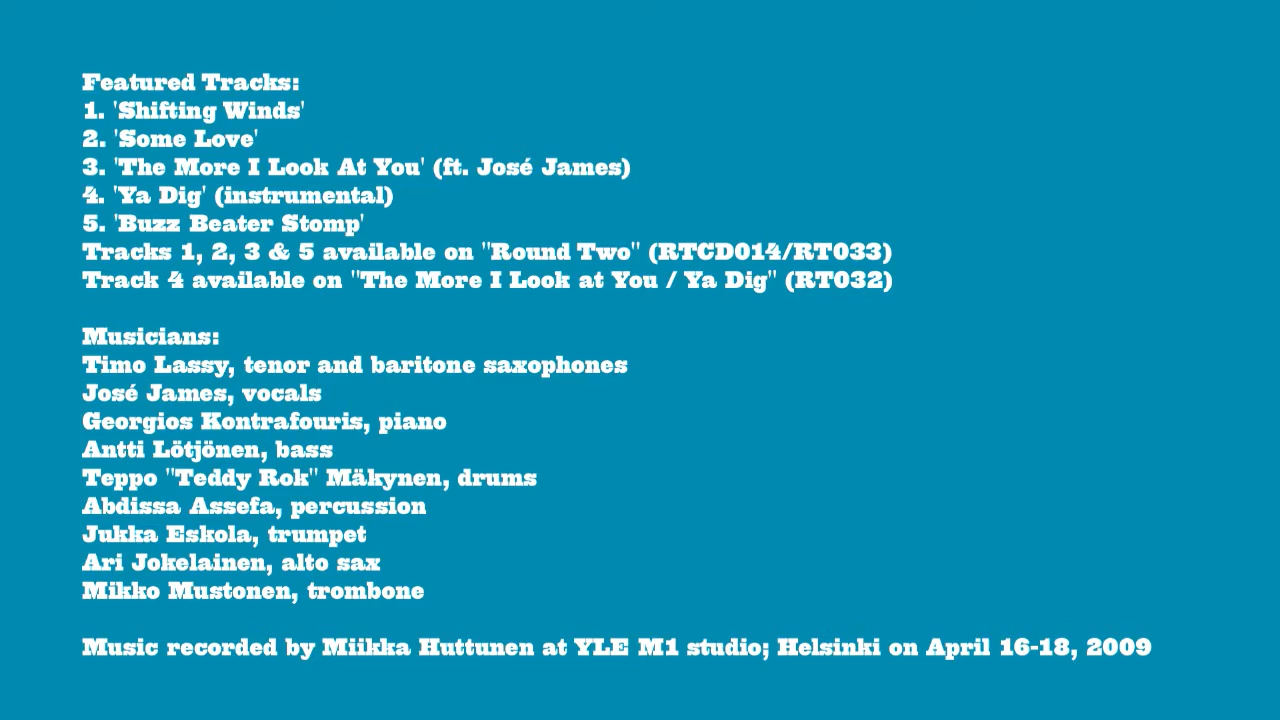 Featured Tracks:
1. 'Shifting Winds'
2. 'Some Love'
3. 'The More I Look At You' (ft. José James)
4. 'Ya Dig' (instrumental)
5. 'Buzz Beater Stomp'
Tracks 1, 2, 3 & 5 available on "Round Two" (RTCD014/RT033)
Track 4 available on "The More I Look at You / Ya Dig" (RT032)
Musicians:
Timo Lassy, tenor and baritone saxophones
José James, vocals
Georgios Kontrafouris, piano
Antti Lötjönen, bass
Teppo "Teddy Rok" Mäkynen, drums
Abdissa Assefa, percussion
Jukka Eskola, trumpet
Ari Jokelainen, alto sax
Mikko Mustonen, trombone
Music recorded by Miikka Huttunen at YLE M1 studio; Helsinki on April 16-18, 2009